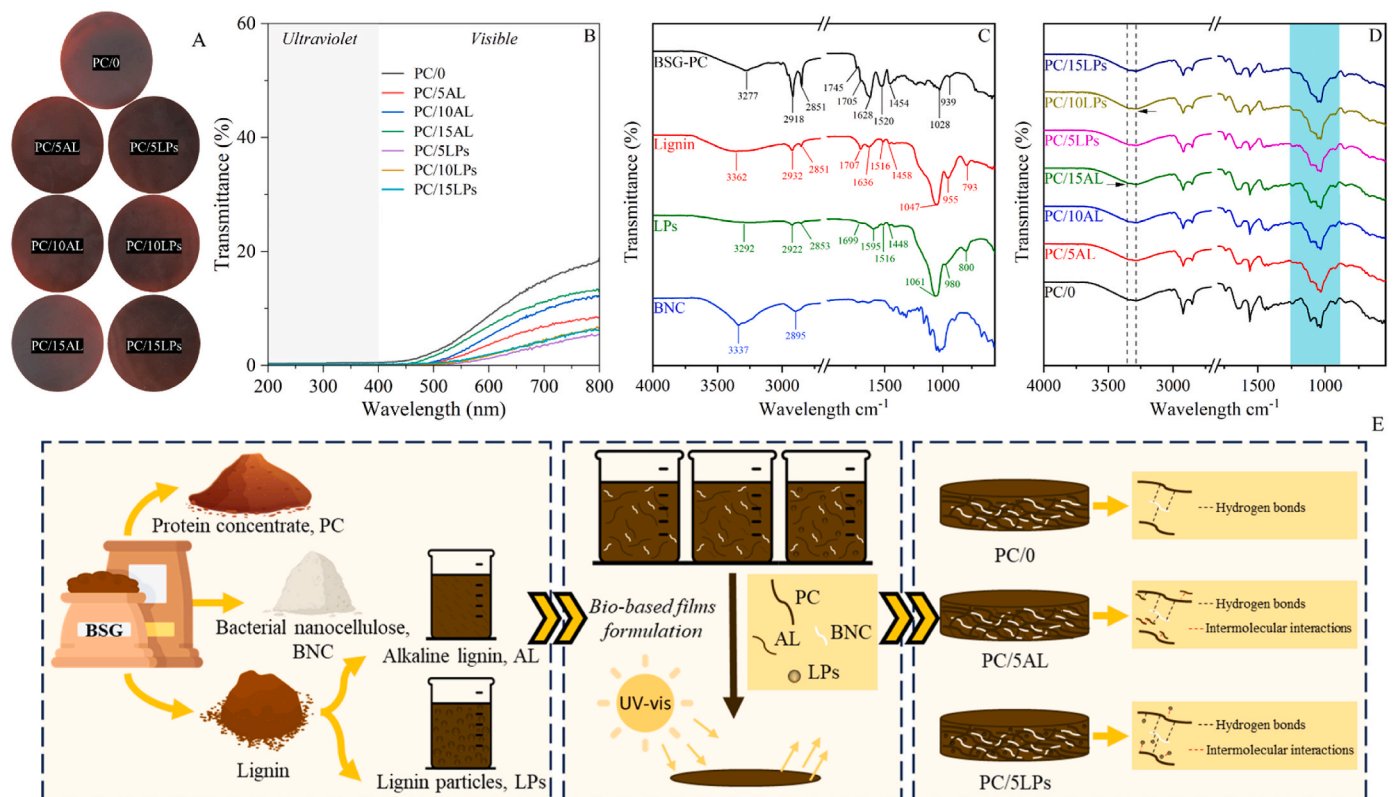 A
PC/0
PC/5AL
PC/5LPs
PC/10AL
PC/10LPs
PC/15AL
PC/15LPs
B
Ultraviolet
Visible
PC/0
PC/5AL
PC/10AL
PC/15AL
PC/5LPs
PC/10LPs
PC/15LPs
Transmittance (%)
60
40
20
0
200 300 400 500 600 700 800
Wavelength (nm)
C
Transmittance (%)
BSG-PC
3277
2918
2851
1745
1705
1628
1520
1454
1028
939
Lignin
3362
2932
2851
1707
1636
1516
1458
1047
955
793
LPs
3292
2922
2853
1699
1595
1516
1448
1061
980
800
BNC
3337
2895
4000 3500 3000 1500 1000
Wavelength cm-1
D
Transmittance (%)
PC/15LPs
PC/10LPs
PC/5LPs
PC/15AL
PC/10AL
PC/5AL
PC/0
4000 3500 3000 1500 1000
Wavelength cm-1
E
BSG
Protein concentrate, PC
Bacterial nanocellulose,
BNC
Lignin
Alkaline lignin, AL
Lignin particles, LPs
Bio-based films
formulation
PC
AL
BNC
LPs
UV-vis
PC/0
Hydrogen bonds
PC/5AL
Hydrogen bonds
Intermolecular interactions
PC/5LPs
Hydrogen bonds
Intermolecular interactions